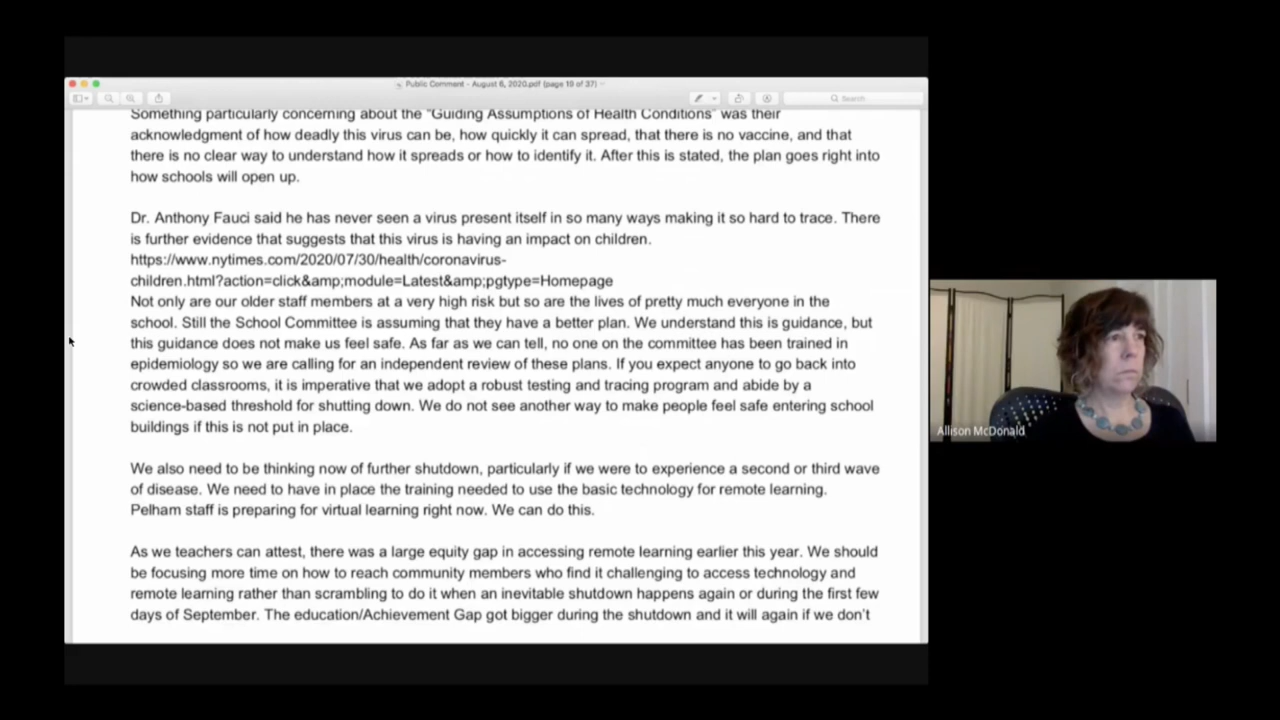 Public Comment - August 6, 2020.pdf (page 19 of 37)
Search
Something particularly concerning about the "Guiding Assumptions of Health Conditions" was their
acknowledgment of how deadly this virus can be, how quickly it can spread, that there is no vaccine, and that
there is no clear way to understand how it spreads or how to identify it. After this is stated, the plan goes right into
how schools will open up.
Dr. Anthony Fauci said he has never seen a virus present itself in so many ways making it so hard to trace. There
is further evidence that suggests that this virus is having an impact on children.
https://www.nytimes.com/2020/07/30/health/coronavirus-
children.html?action=click&amp;module=Latest&amp;pgtype=Homepage
Not only are our older staff members at a very high risk but so are the lives of pretty much everyone in the
school. Still the School Committee is assuming that they have a better plan. We understand this is guidance, but
this guidance does not make us feel safe. As far as we can tell, no one on the committee has been trained in
epidemiology so we are calling for an independent review of these plans. If you expect anyone to go back into
crowded classrooms, it is imperative that we adopt a robust testing and tracing program and abide by a
science-based threshold for shutting down. We do not see another way to make people feel safe entering school
buildings if this is not put in place.
We also need to be thinking now of further shutdown, particularly if we were to experience a second or third wave
of disease. We need to have in place the training needed to use the basic technology for remote learning.
Pelham staff is preparing for virtual learning right now. We can do this.
As we teachers can attest, there was a large equity gap in accessing remote learning earlier this year. We should
be focusing more time on how to reach community members who find it challenging to access technology and
remote learning rather than scrambling to do it when an inevitable shutdown happens again or during the first few
days of September. The education/Achievement Gap got bigger during the shutdown and it will again if we don't
Allison McDonald